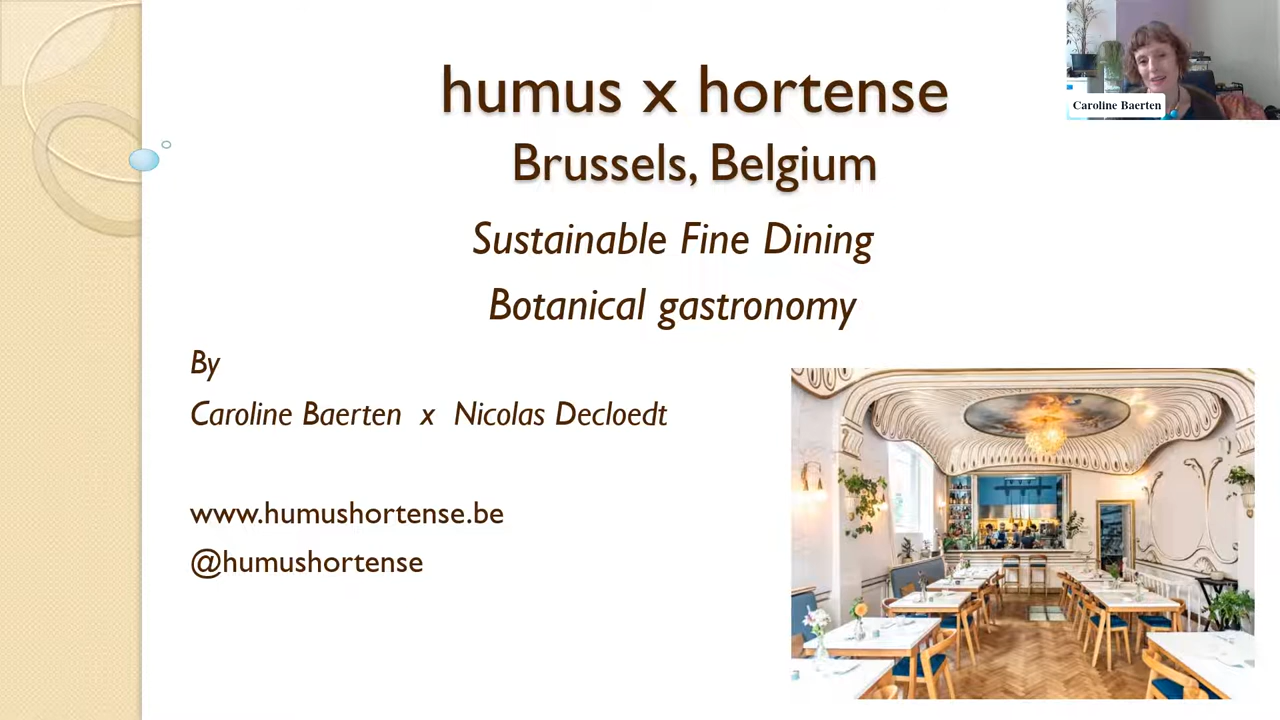 humus x hortense
Brussels, Belgium
Sustainable Fine Dining
Botanical gastronomy
By
Caroline Baerten x Nicolas Decloedt
www.humushortense.be
@humushortense
Caroline Baerten